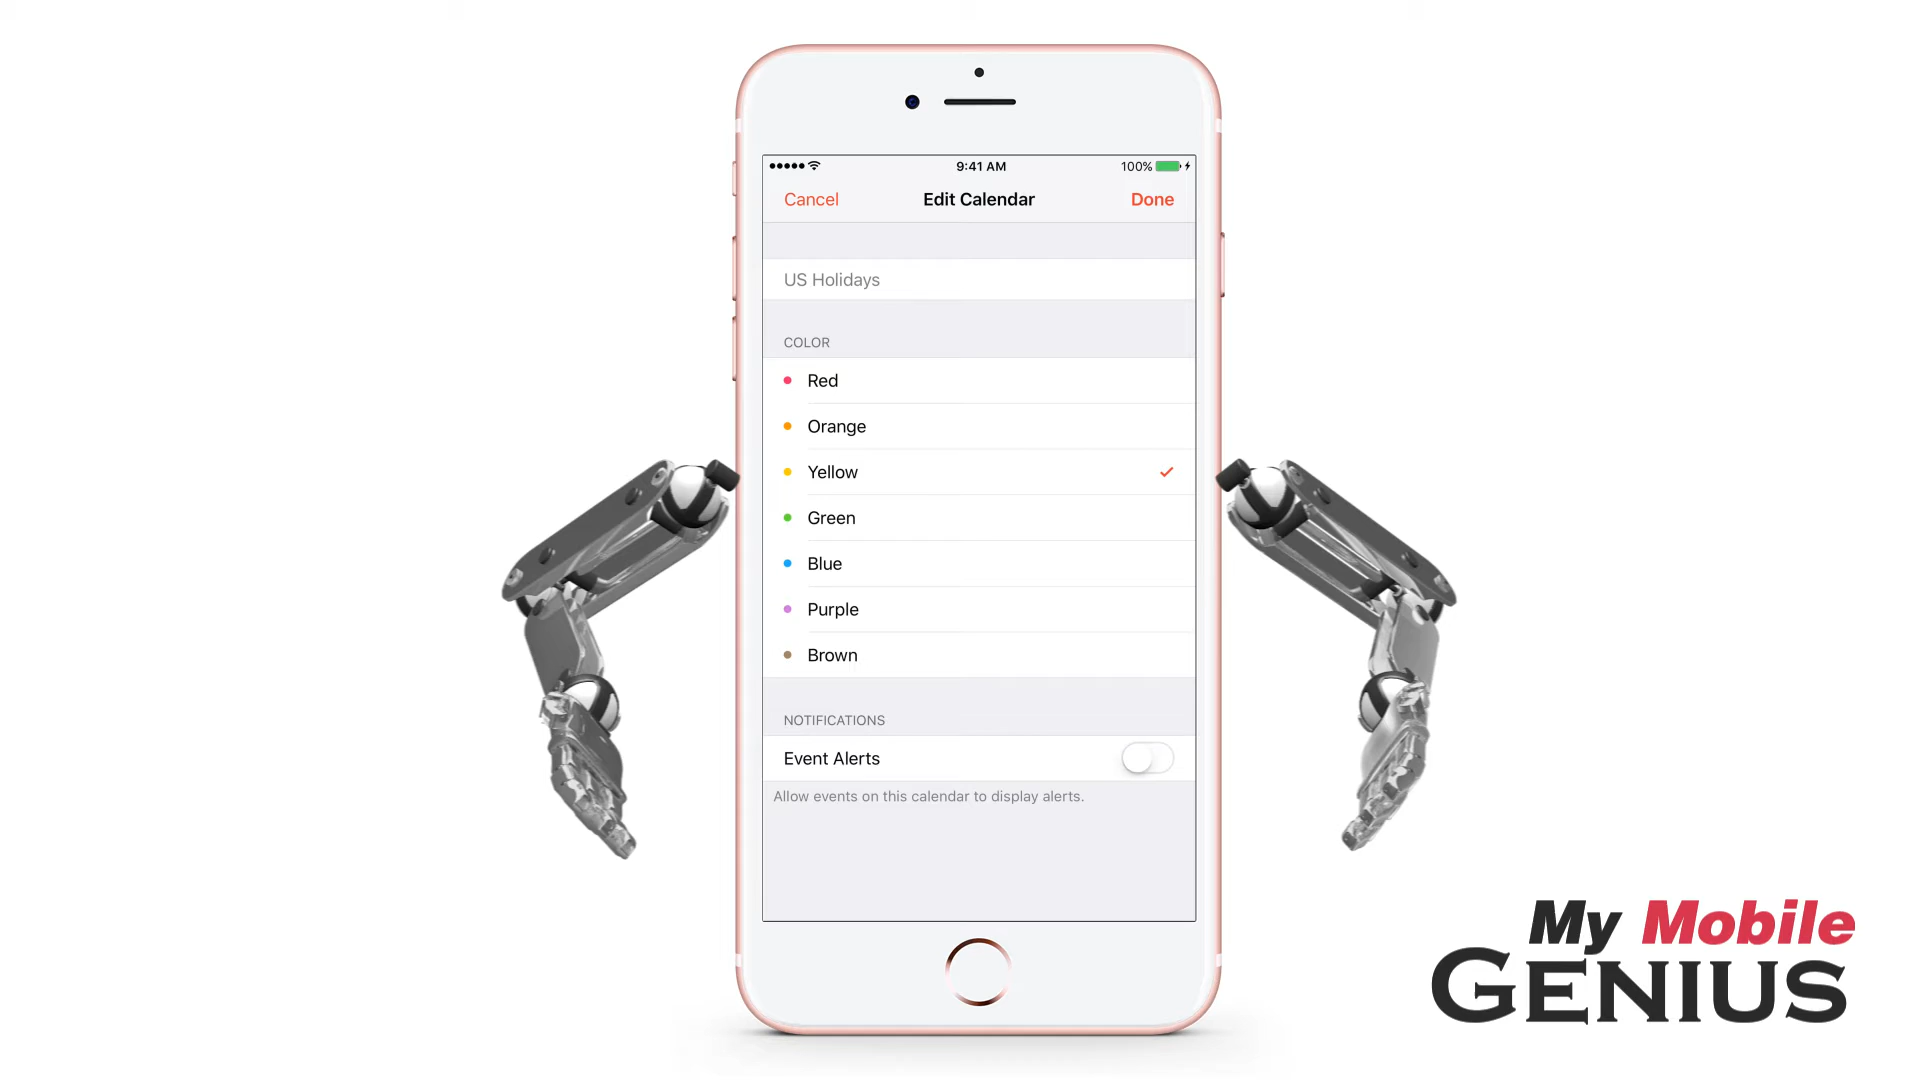 9:41 AM
100%
Cancel
Edit Calendar
Done
US Holidays
COLOR
Red
Orange
Yellow
Green
Blue
Purple
Brown
NOTIFICATIONS
Event Alerts
Allow events on this calendar to display alerts.
My Mobile
GENIUS